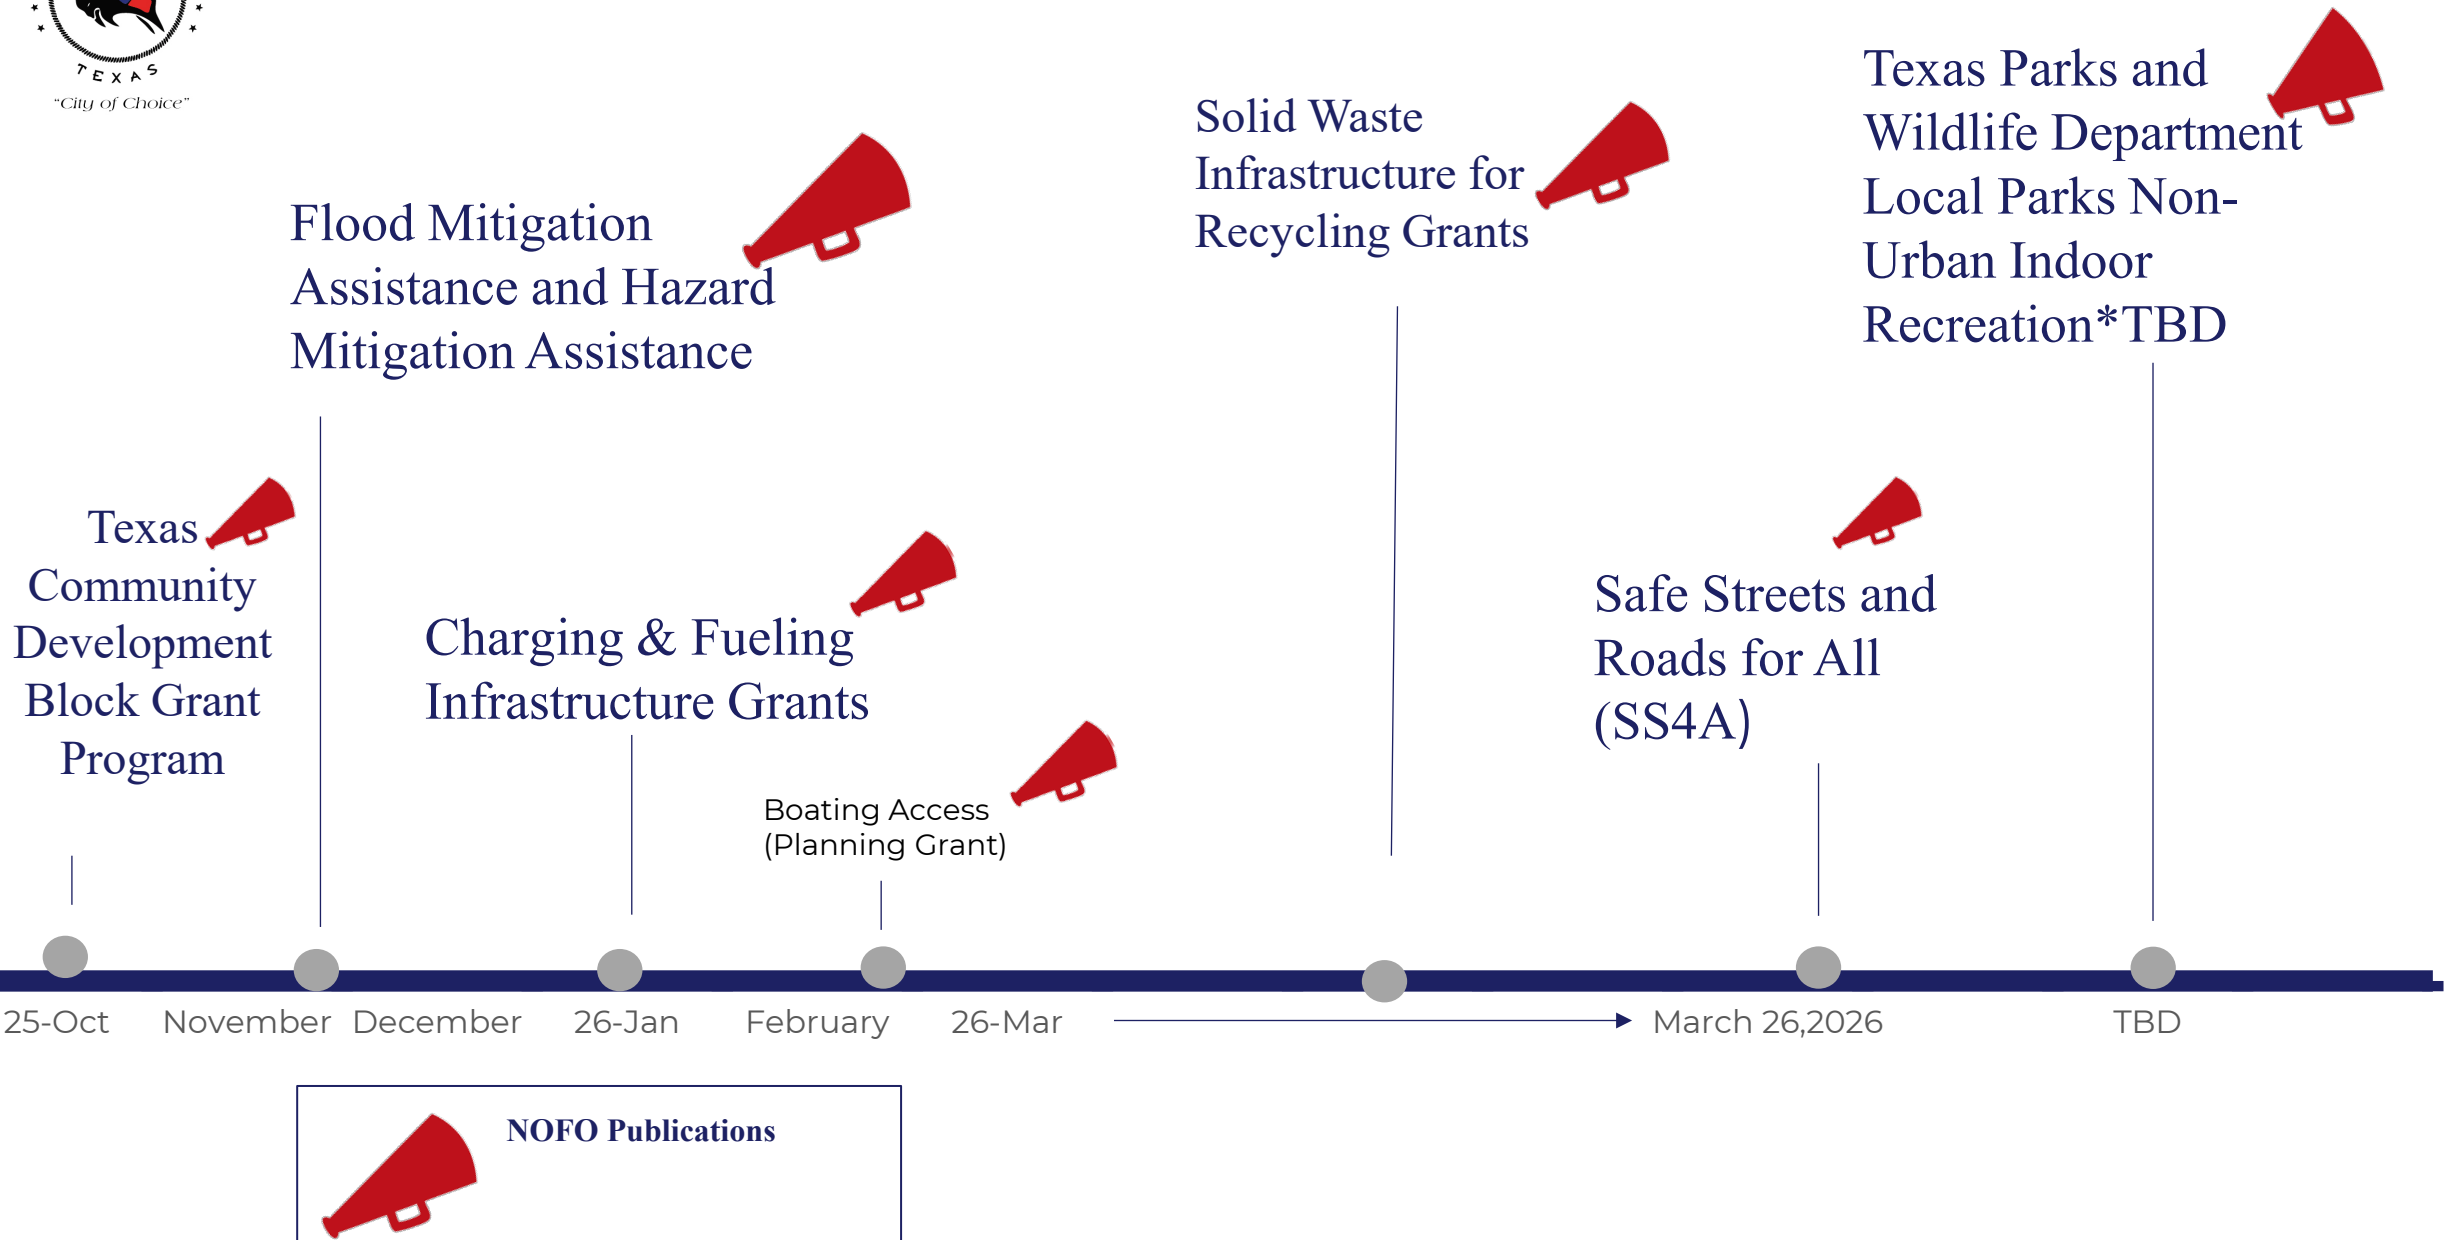 TEXAS
“City of Choice”
Flood Mitigation
Assistance and Hazard
Mitigation Assistance
Solid Waste
Infrastructure for
Recycling Grants
Texas Parks and
Wildlife Department
Local Parks Non-
Urban Indoor
Recreation*TBD
Texas
Community
Development
Block Grant
Program
Charging & Fueling
Infrastructure Grants
Boating Access
(Planning Grant)
Safe Streets and
Roads for All
(SS4A)
25-Oct November December 26-Jan February 26-Mar March 26,2026 TBD
NOFO Publications